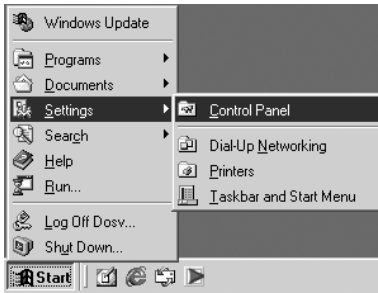 Windows Update
Programs
Documents
Settings
Control Panel
Dial-Up Networking
Printers
Taskbar and Start Menu
Search
Help
Run...
Log Off Dosv...
Shut Down...
Start